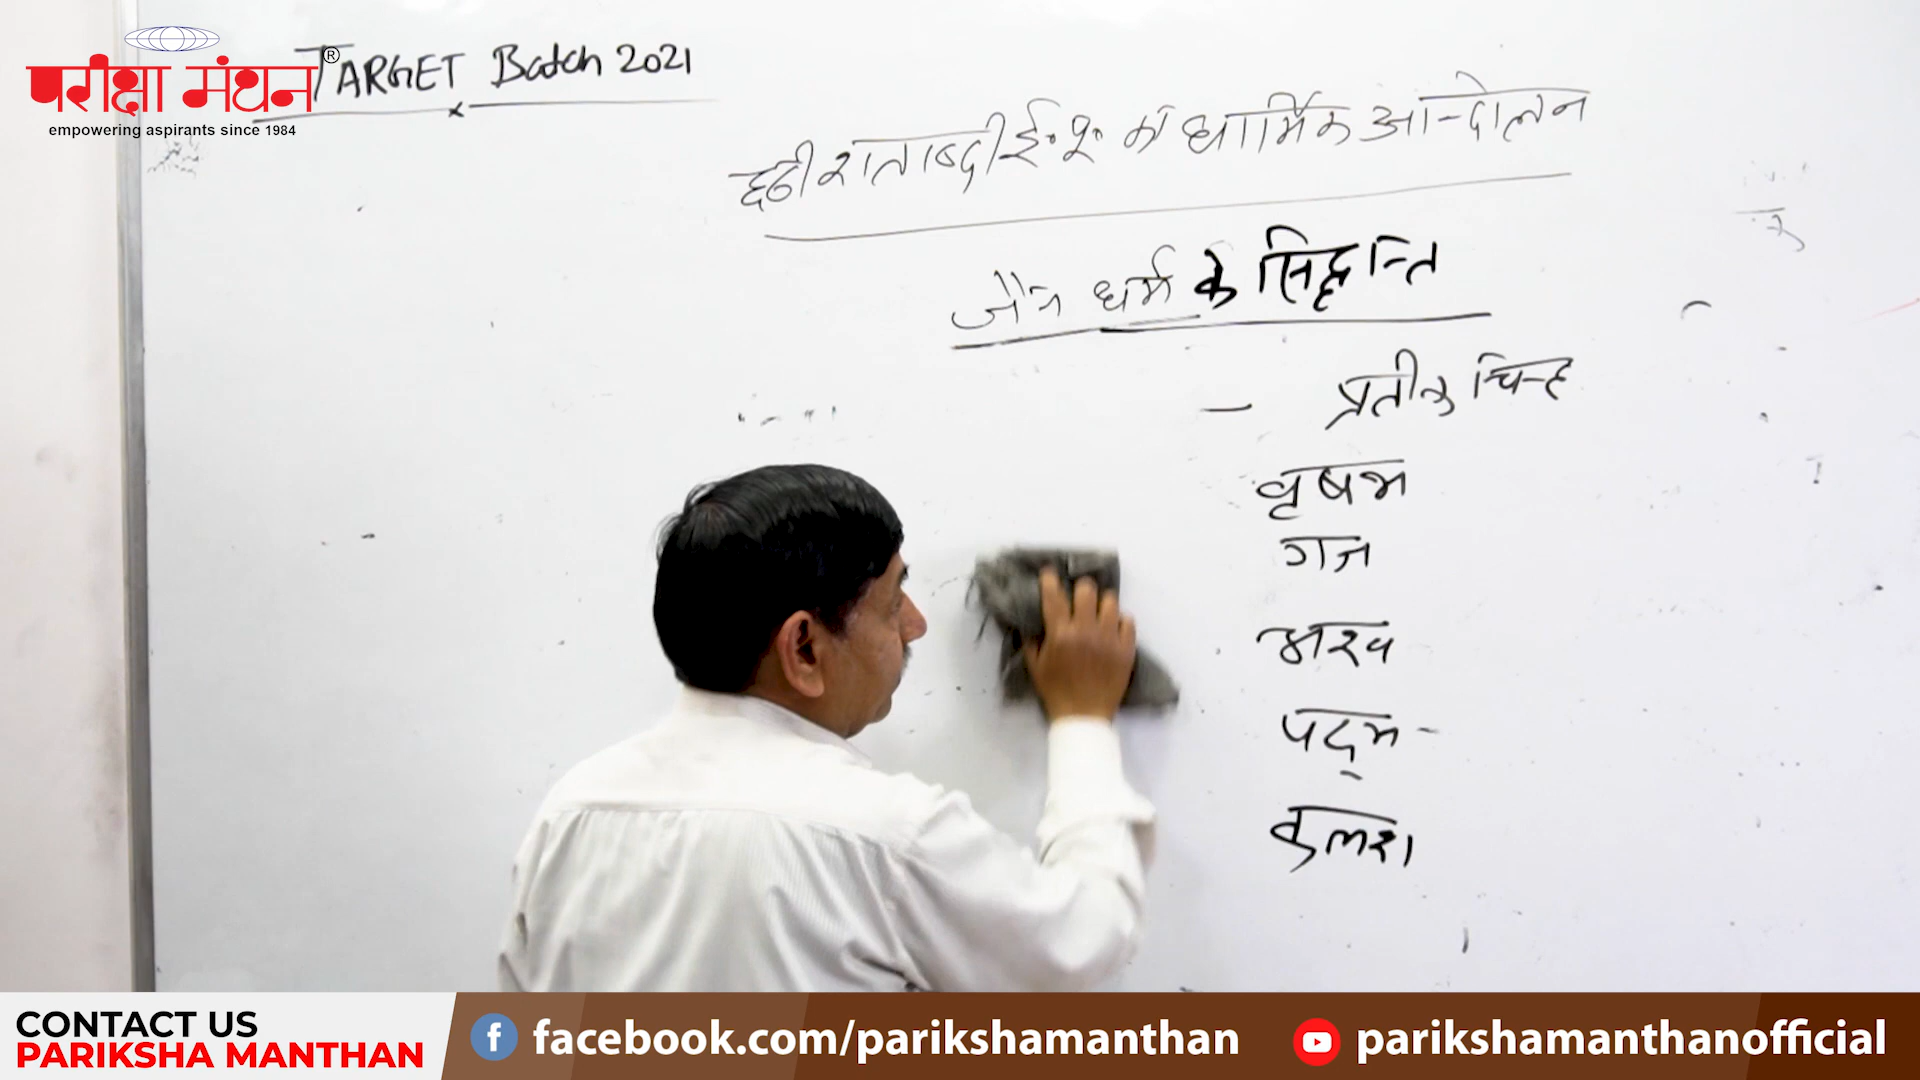 परीक्षा मंथन®
empowering aspirants since 1984
TARGET Batch 2021
छठी शताब्दी ई॰ पू॰ के धार्मिक आन्दोलन
जैन धर्म के सिद्धान्त
– प्रतीक चिन्ह
वृषभ
गज
अश्व
पद्म -
कलश
CONTACT US
PARIKSHA MANTHAN
facebook.com/parikshamanthan
parikshamanthanofficial